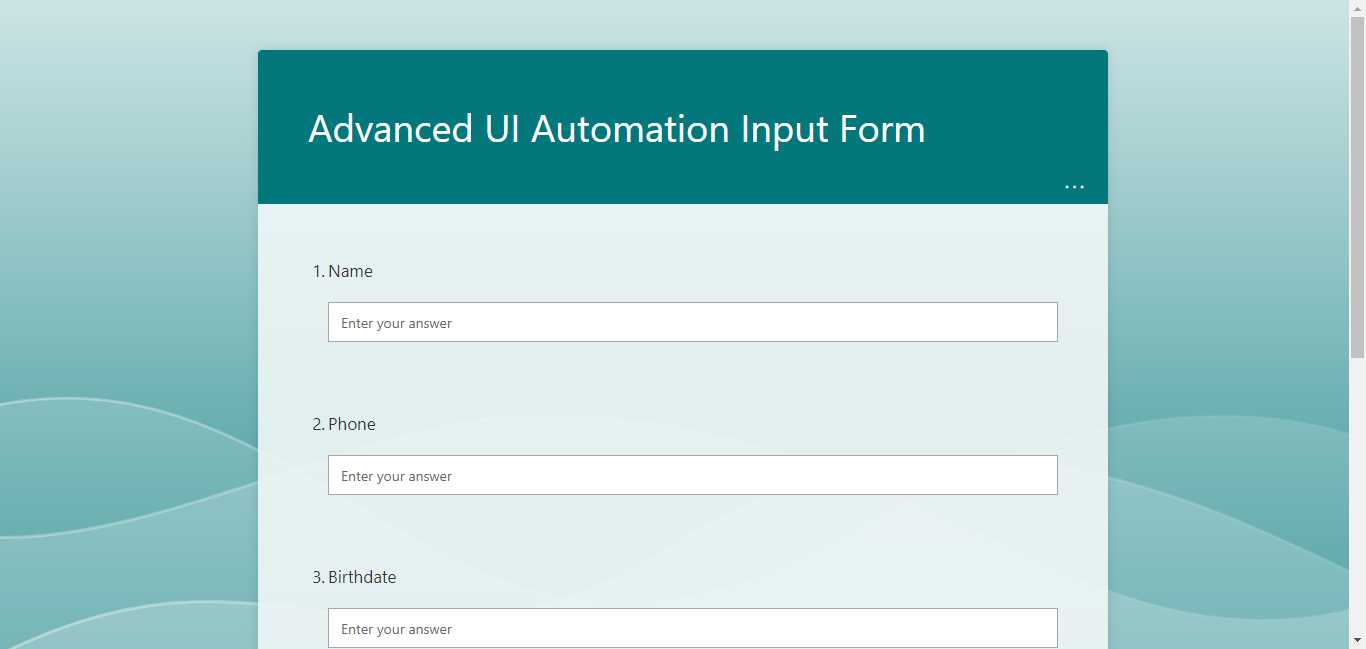 Advanced UI Automation Input Form
...
1. Name
Enter your answer
2. Phone
Enter your answer
3. Birthdate
Enter your answer